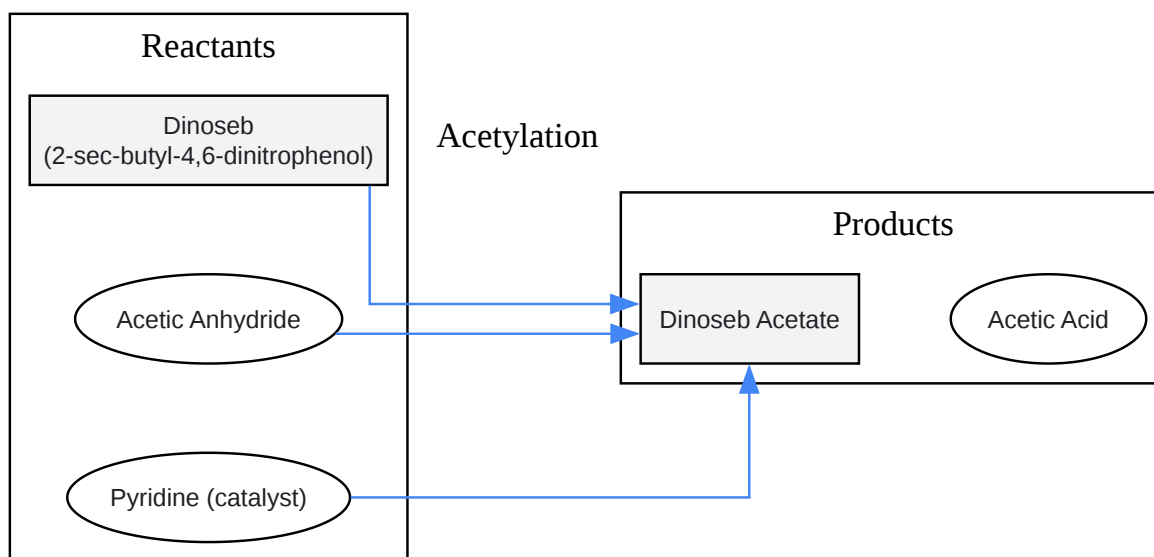 Reactants
Dinoseb
(2-sec-butyl-4,6-dinitrophenol)
Acetylation
Products
Acetic Anhydride
Dinoseb Acetate
Acetic Acid
Pyridine (catalyst)